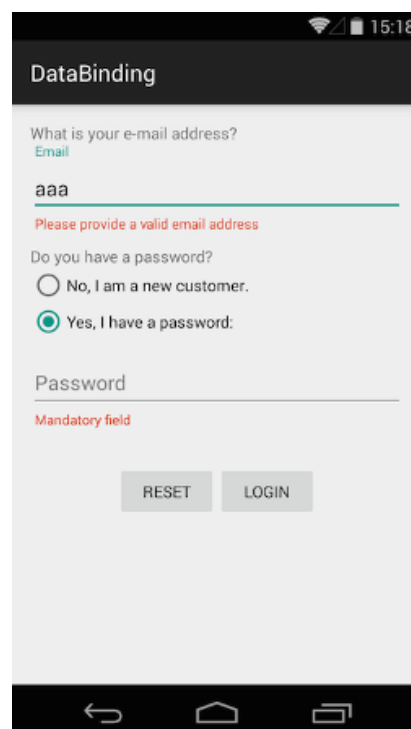 15:18
DataBinding
What is your e-mail address?
Email
aaa
Please provide a valid email address
Do you have a password?
No, I am a new customer.
Yes, I have a password:
Password
Mandatory field
RESET LOGIN